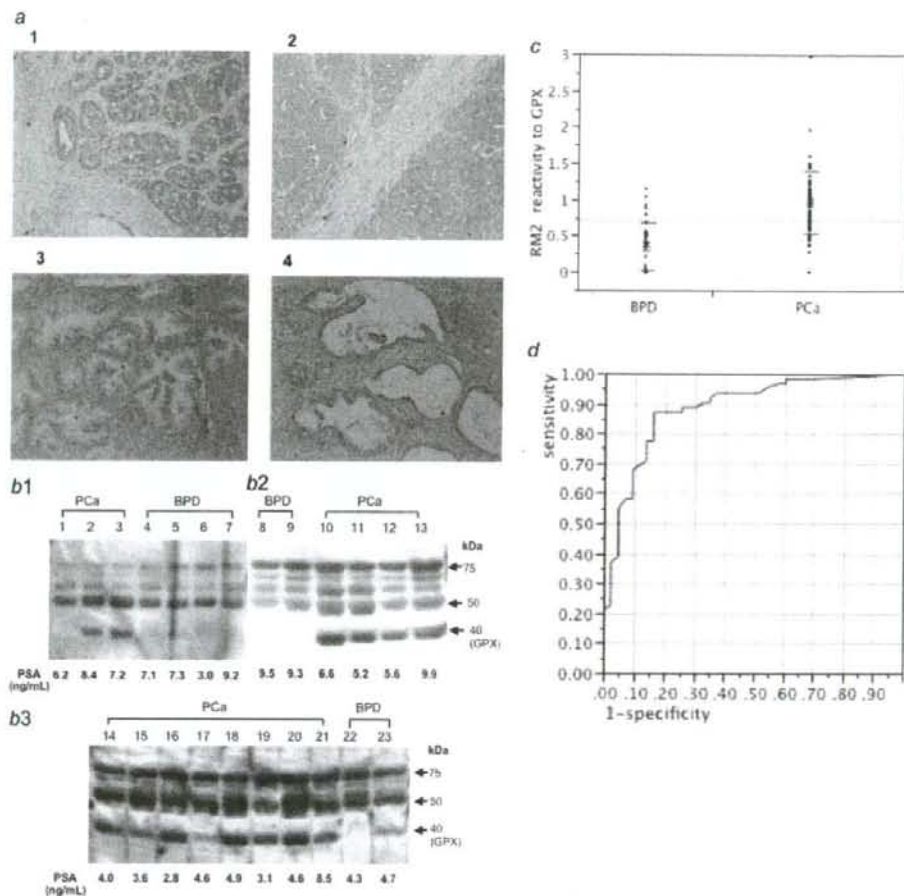 a
1
2
3
4
c
3
2.5
2
1.5
1
0.5
0
RM2 reactivity to GPX
BPD PCa
b1
PCa BPD
1 2 3 4 5 6 7
PSA 6.2 8.4 7.2 7.1 7.3 3.0 9.2
(ng/mL)
b2
BPD PCa
8 9 10 11 12 13
kDa
75
50
40
(GPX)
9.5 9.3 6.6 5.2 5.6 9.9
b3
PCa BPD
14 15 16 17 18 19 20 21 22 23
kDa
75
50
40
(GPX)
PSA 4.0 3.6 2.8 4.6 4.9 3.1 4.6 8.5 4.3 4.7
(ng/mL)
d
1.00
0.90
0.80
0.70
0.60
0.50
0.40
0.30
0.20
0.10
0.00
sensitivity
.00 .10 .20 .30 .40 .50 .60 .70 .80 .90
1-specificity